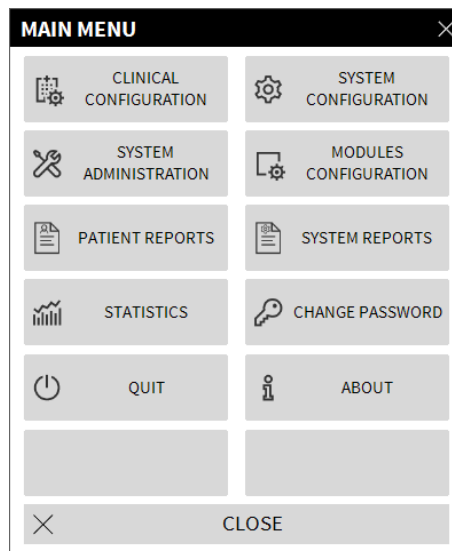 MAIN MENU
CLINICAL
CONFIGURATION
SYSTEM
CONFIGURATION
SYSTEM
ADMINISTRATION
MODULES
CONFIGURATION
PATIENT REPORTS
SYSTEM REPORTS
STATISTICS
CHANGE PASSWORD
QUIT
ABOUT
CLOSE